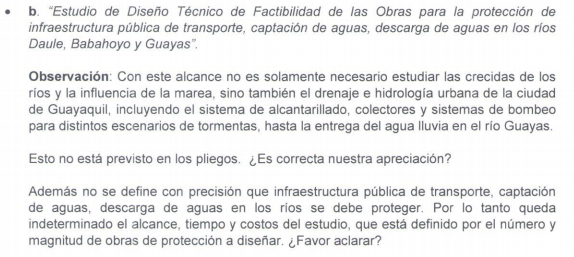 • b. “Estudio de Diseño Técnico de Factibilidad de las Obras para la protección de
infraestructura pública de transporte, captación de aguas, descarga de aguas en los ríos
Daule, Babahoyo y Guayas”.
Observación: Con este alcance no es solamente necesario estudiar las crecidas de los
ríos y la influencia de la marea, sino también el drenaje e hidrología urbana de la ciudad
de Guayaquil, incluyendo el sistema de alcantarillado, colectores y sistemas de bombeo
para distintos escenarios de tormentas, hasta la entrega del agua lluvia en el río Guayas.
Esto no está previsto en los pliegos. ¿Es correcta nuestra apreciación?
Además no se define con precisión que infraestructura pública de transporte, captación
de aguas, descarga de aguas en los ríos se debe proteger. Por lo tanto queda
indeterminado el alcance, tiempo y costos del estudio, que está definido por el número y
magnitud de obras de protección a diseñar. ¿Favor aclarar?